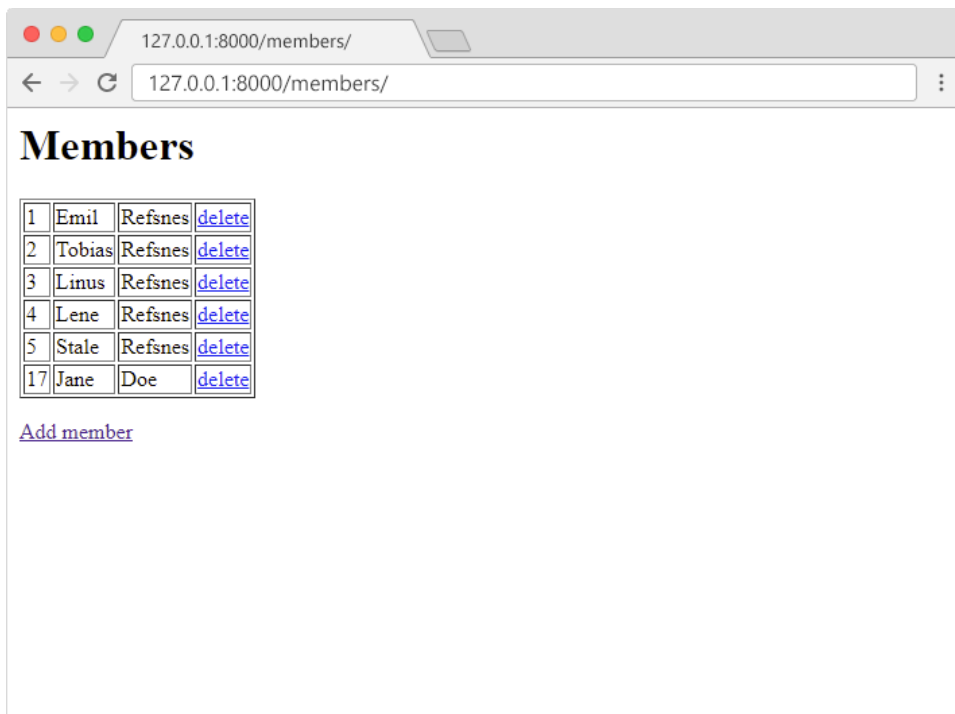 127.0.0.1:8000/members/
127.0.0.1:8000/members/
Members
1 Emil Refsnes delete
2 Tobias Refsnes delete
3 Linus Refsnes delete
4 Lene Refsnes delete
5 Stale Refsnes delete
17 Jane Doe delete
Add member